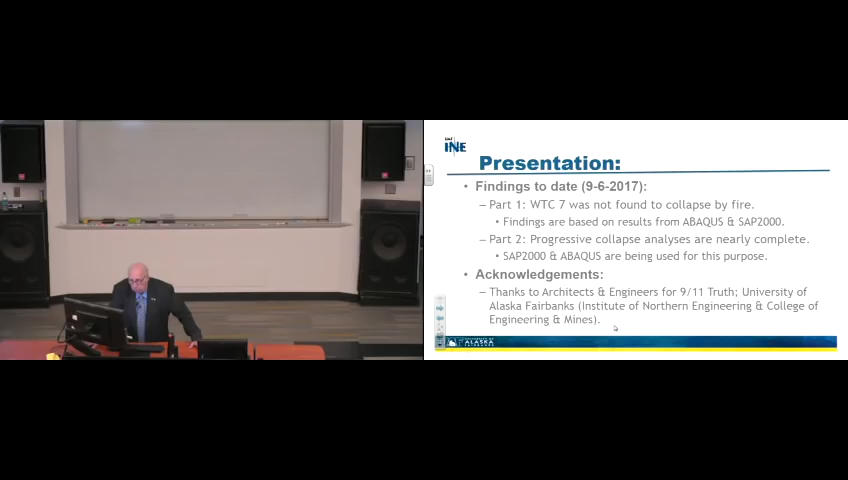 INE
Presentation:
• Findings to date (9-6-2017):
– Part 1: WTC 7 was not found to collapse by fire.
• Findings are based on results from ABAQUS & SAP2000.
– Part 2: Progressive collapse analyses are nearly complete.
• SAP2000 & ABAQUS are being used for this purpose.
• Acknowledgements:
– Thanks to Architects & Engineers for 9/11 Truth; University of
Alaska Fairbanks (Institute of Northern Engineering & College of
Engineering & Mines).
ALASKA